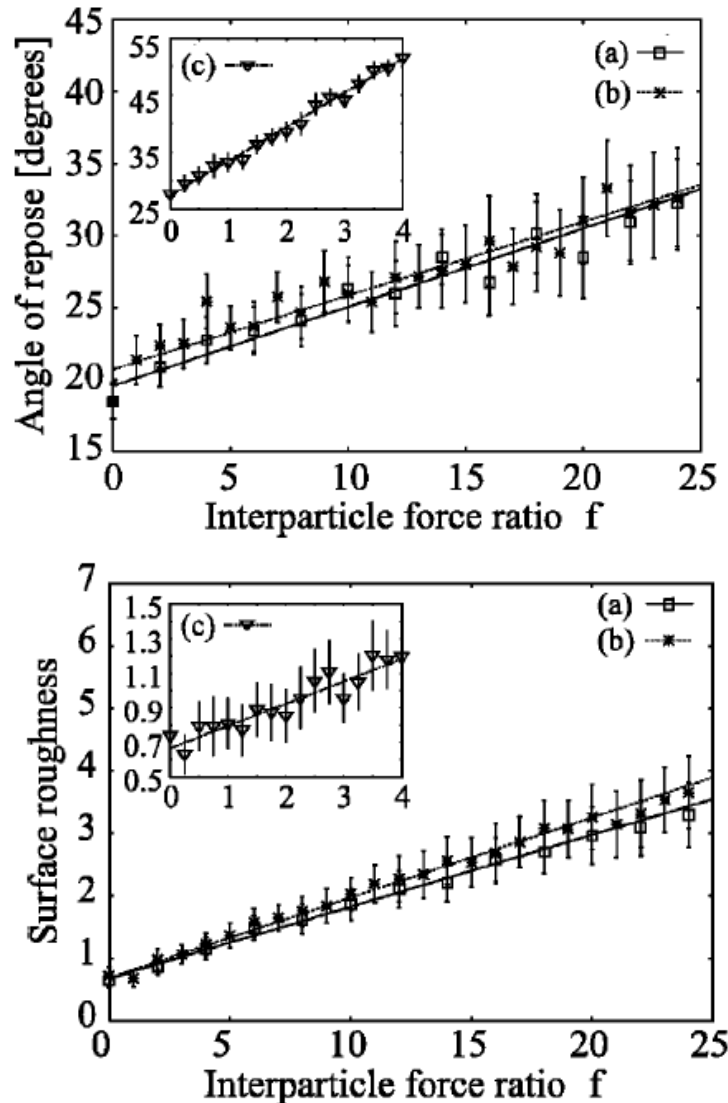 45
40
35
30
25
20
15
Angle of repose [degrees]
(a)
(b)
(c)
55
45
35
25
0 1 2 3 4
0 5 10 15 20 25
Interparticle force ratio f
7
6
5
4
3
2
1
0
Surface roughness
(a)
(b)
(c)
1.5
1.3
1.1
0.9
0.7
0.5
0 1 2 3 4
0 5 10 15 20 25
Interparticle force ratio f